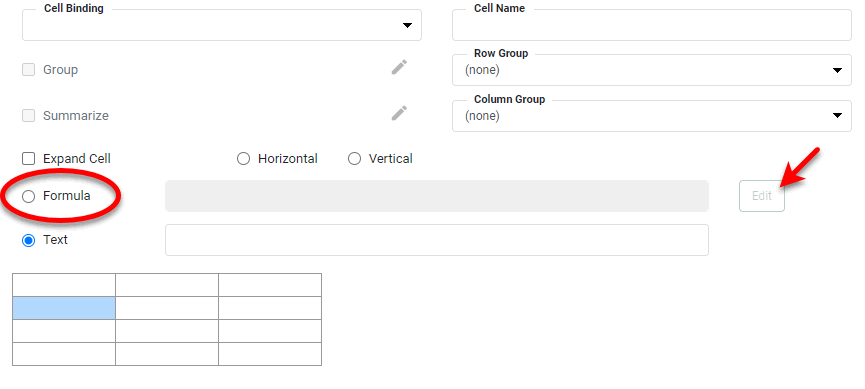 Cell Binding
Cell Name
Group
Row Group
(none)
Summarize
Column Group
(none)
Expand Cell
Horizontal
Vertical
Formula
Edit
Text